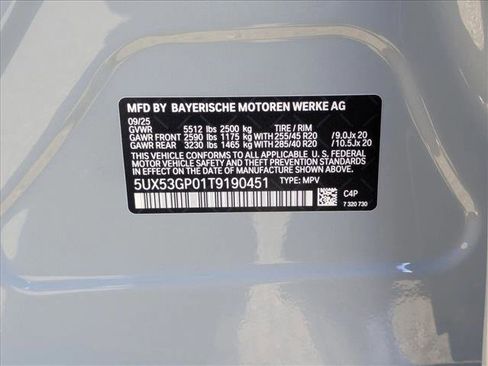 MFD BY BAYERISCHE MOTOREN WERKE AG
09/25
GVWR 5512 lbs 2500 kg TIRE / RIM
GAWR FRONT 2590 lbs 1175 kg WITH 255/45 R20 / 9.0Jx 20
GAWR REAR 3230 lbs 1465 kg WITH 285/40 R20 / 10.5Jx 20
THIS VEHICLE CONFORMS TO ALL APPLICABLE U.S. FEDERAL
MOTOR VEHICLE SAFETY, BUMPER, AND THEFT PREVENTION
STANDARDS IN EFFECT ON THE DATE OF MANUFACTURE SHOWN ABOVE.
5UX53GP01T9190451 TYPE: MPV
C4P
7 320 730